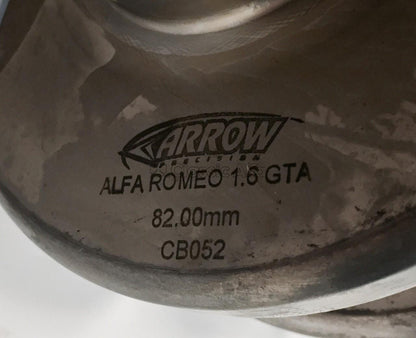 ARROW
PRECISION
ALFA ROMEO 1.6 GTA
82.00mm
CB052